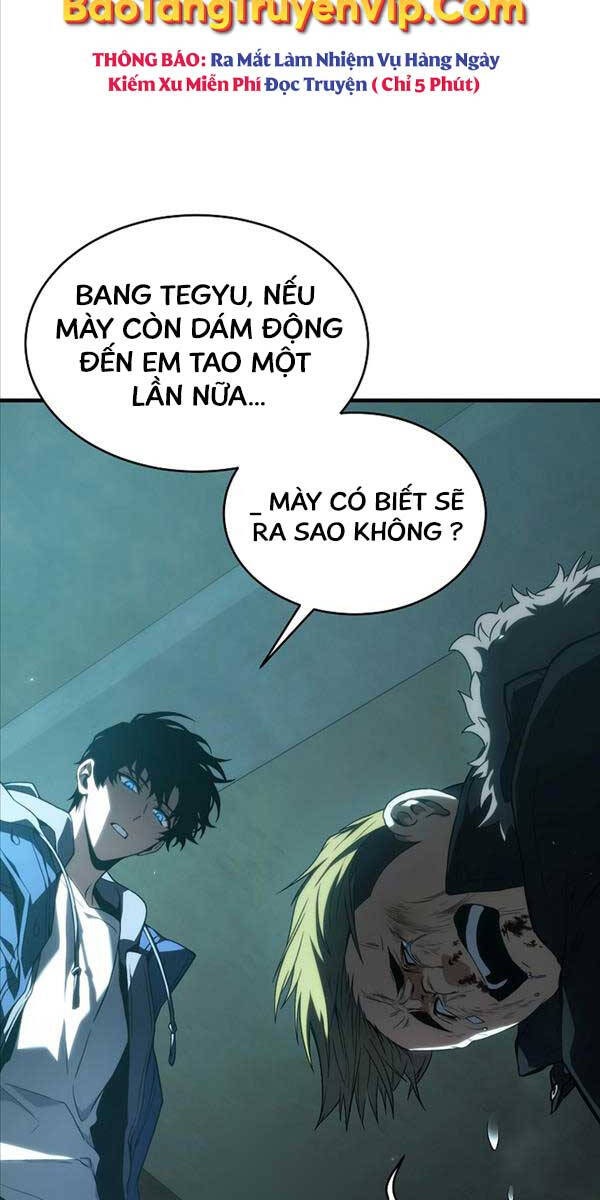 BaoTangTruyenVip.Com
THÔNG BÁO: Ra Mắt Làm Nhiệm Vụ Hàng Ngày
Kiếm Xu Miễn Phí Đọc Truyện ( Chỉ 5 Phút)
BANG TEGYU, NẾU
MÀY CÒN DÁM ĐỘNG
ĐẾN EM TAO MỘT
LẦN NỮA...
_ MÀY CÓ BIẾT SẼ
RA SAO KHÔNG ?